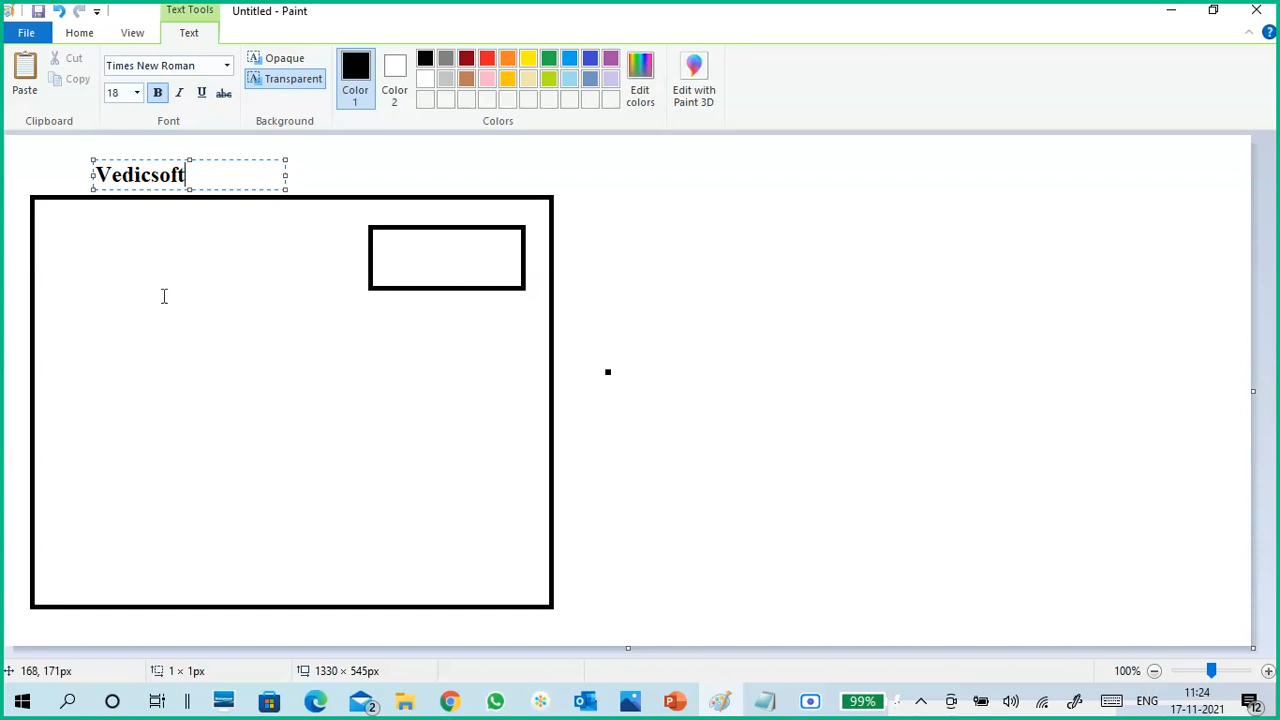 Text Tools
Untitled - Paint
File
Home
View
Text
Paste
Cut
Copy
Clipboard
Times New Roman
18
B
I
U
abc
Font
Opaque
Transparent
Background
Color 1
Color 2
Edit colors
Edit with Paint 3D
Colors
Vedicsoft
168, 171px
1 × 1px
1330 × 545px
100%
2
99%
ENG
11:24
17-11-2021
12